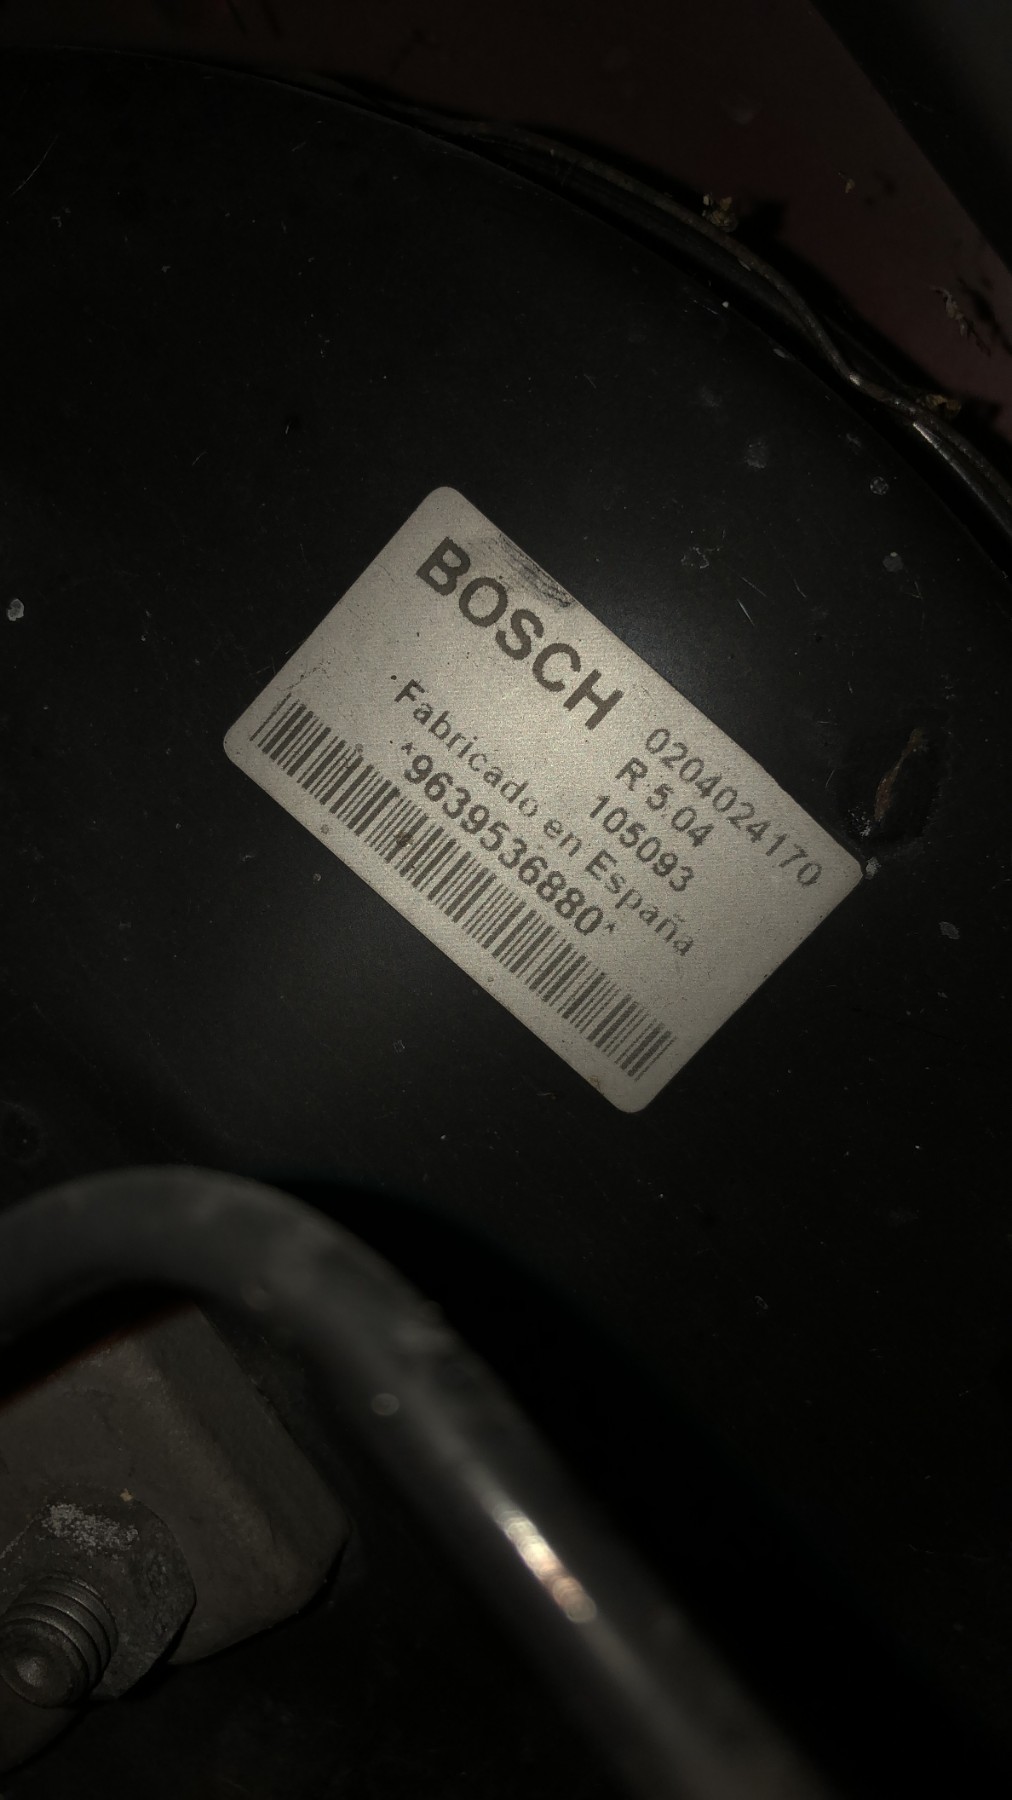 BOSCH
0204024170
R 5.04
105093
Fabricado en España
^9639536880^